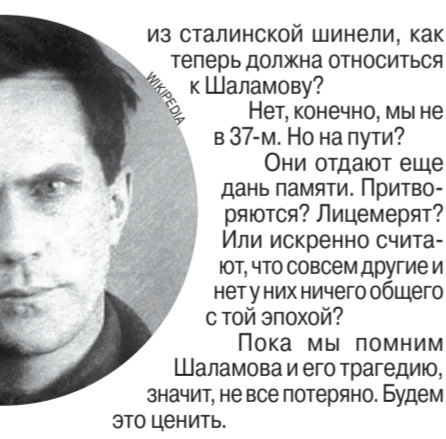 из сталинской шинели, как
теперь должна относиться
к Шаламову?
Нет, конечно, мы не
в 37-м. Но на пути?
Они отдают еще
дань памяти. Притво-
ряются? Лицемерят?
Или искренно счита-
ют, что совсем другие и
нет у них ничего общего
с той эпохой?
Пока мы помним
Шаламова и его трагедию,
значит, не все потеряно. Будем
это ценить.
WIKIPEDIA